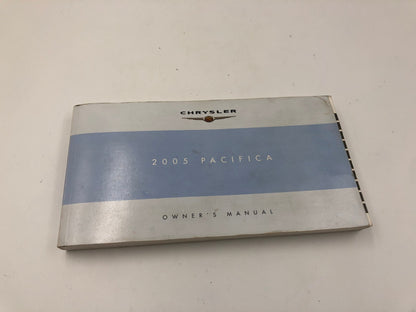 CHRYSLER
2005 PACIFICA
OWNER'S MANUAL